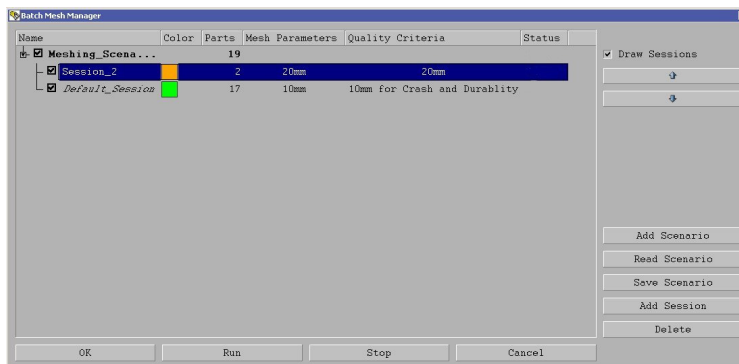 Batch Mesh Manager
Name Color Parts Mesh Parameters Quality Criteria Status
Meshing_Scena... 19
Draw Sessions
Session_2 2 20mm 20mm
Default_Session 17 10mm 10mm for Crash and Durablity
Add Scenario
Read Scenario
Save Scenario
Add Session
Delete
OK Run Stop Cancel